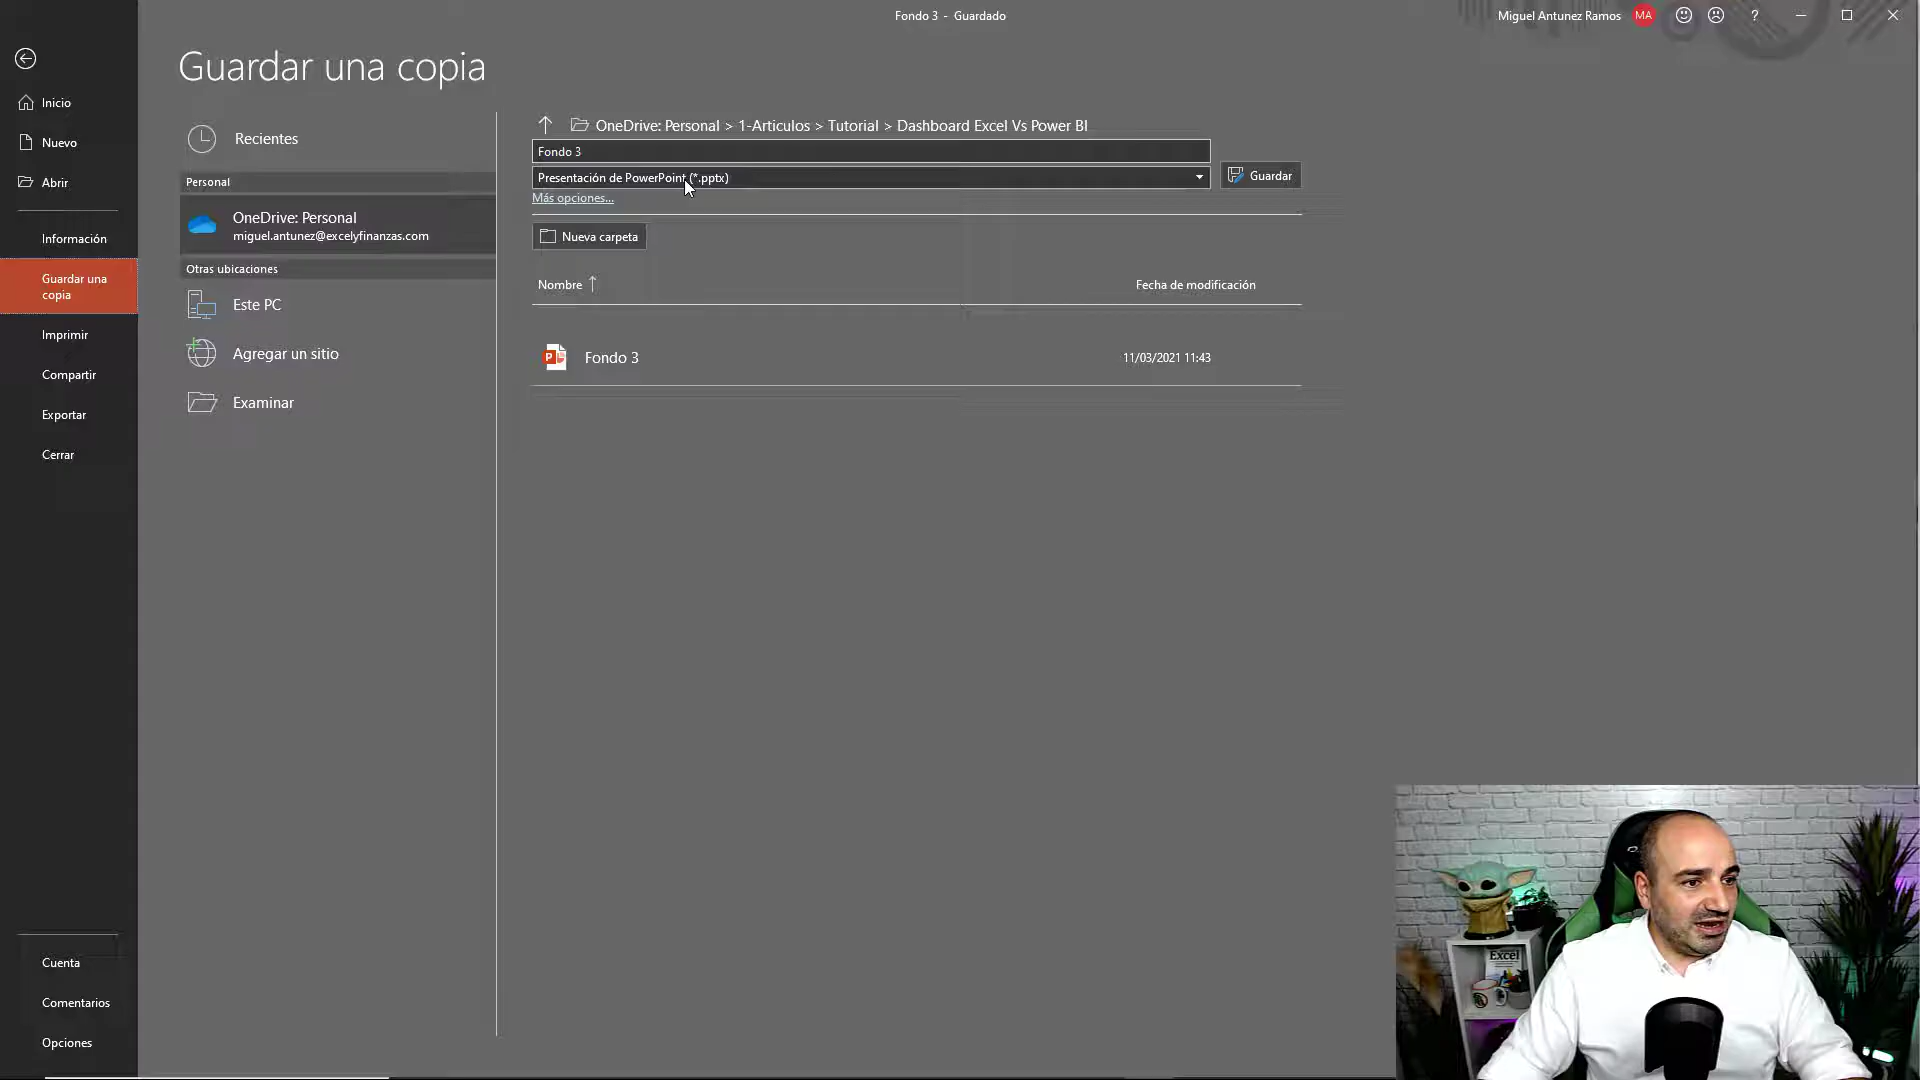 Fondo 3 - Guardado
Miguel Antunez Ramos
MA
?
Guardar una copia
Inicio
Nuevo
Abrir
Información
Guardar una
copia
Imprimir
Compartir
Exportar
Cerrar
Cuenta
Comentarios
Opciones
Recientes
Personal
OneDrive: Personal
miguel.antunez@excelyfinanzas.com
Otras ubicaciones
Este PC
Agregar un sitio
Examinar
OneDrive: Personal > 1-Articulos > Tutorial > Dashboard Excel Vs Power BI
Fondo 3
Presentación de PowerPoint (*.pptx)
Guardar
Más opciones...
Nueva carpeta
Nombre
Fecha de modificación
P
Fondo 3
11/03/2021 11:43
Excel